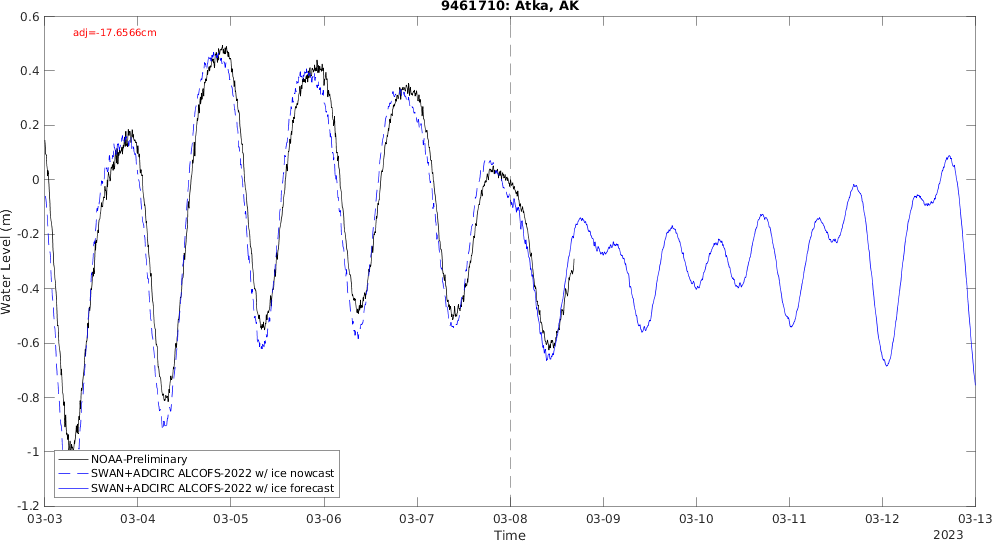 9461710: Atka, AK
adj=-17.6566cm
0.6
0.4
0.2
0
-0.2
-0.4
-0.6
-0.8
-1
-1.2
Water Level (m)
NOAA-Preliminary
SWAN+ADCIRC ALCOFS-2022 w/ ice nowcast
SWAN+ADCIRC ALCOFS-2022 w/ ice forecast
03-03 03-04 03-05 03-06 03-07 03-08 03-09 03-10 03-11 03-12 03-13
Time
2023